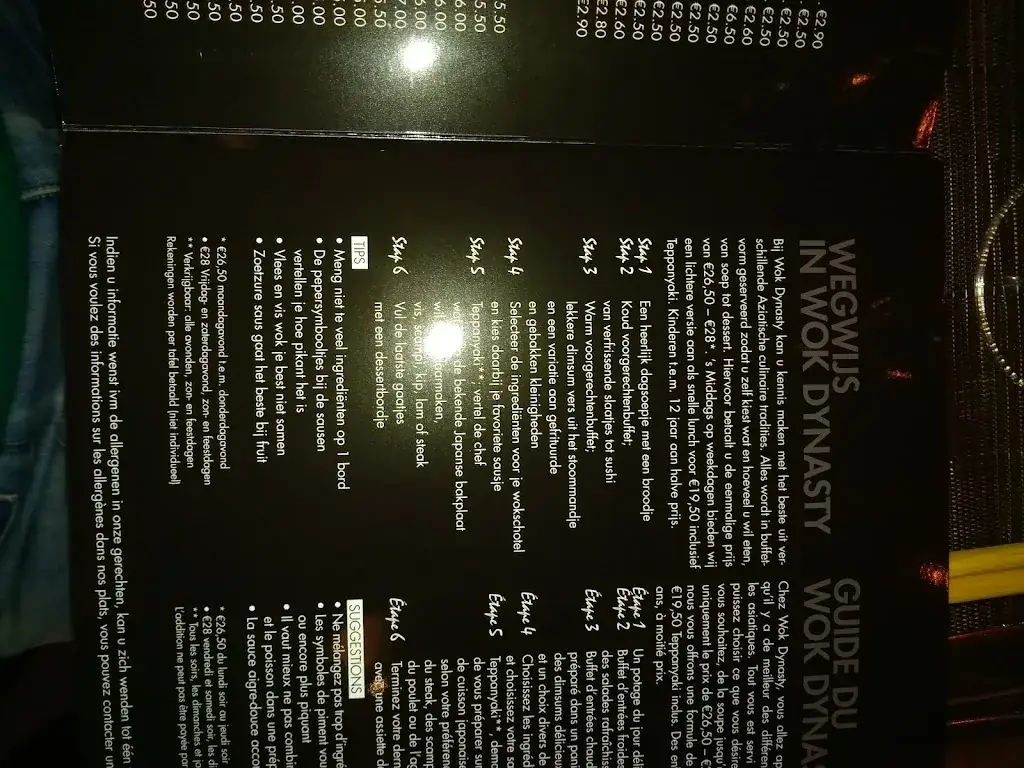 WEGWIJS
IN WOK DYNASTY
Bij Wok Dynasty kan u kennis maken met het beste uit ver-
schillende Aziatische culinaire tradities. Alles wordt in buffet-
vorm geserveerd zodat u zelf kiest wat en hoeveel u wil eten,
van soep tot dessert. Hiervoor betaalt u de eenmalige prijs
van €26,50 – €28*. 's Middags op weekdagen bieden wij
een lichtere versie aan als snelle lunch voor €19,50 inclusief
Teppanyaki. Kinderen t.e.m. 12 jaar aan halve prijs.
Stap 1 Een heerlijk dagsoepje met een broodje
Stap 2 Koud voorgerechtenbuffet;
van verfrissende slaatjes tot sushi
Stap 3 Warm voorgerechtenbuffet;
lekkere dimsum vers uit het stoommandje
en een variatie aan gefrituurde
en gebakken kleinigheden
Stap 4 Selecteer de ingrediënten voor je wokschotel
en kies daarbij je favoriete sausje
Stap 5 Teppanyaki**; vertel de chef
de bekende Japanse bakplaat
klaarmaken,
vis, kip, lam of steak
Stap 6 Vul de laatste gaatjes
met een dessertbordje
TIPS
• Meng niet te veel ingrediënten op 1 bord
• De pepersymbooltjes bij de sausen
vertellen je hoe pikant het is
• Vlees en vis wok je best niet samen
• Zoetzure saus gaat het beste bij fruit
* €26,50 maandagavond t.e.m. donderdagavond
• €28 Vrijdag- en zaterdagavond, zon- en feestdagen
** Verkrijgbaar: alle avonden, zon- en feestdagen
Rekeningen worden per tafel betaald (niet individueel)
Indien u informatie wenst ivm de allergenen in onze gerechten, kan u zich wenden tot één
Si vous voulez des informations sur les allergènes dans nos plats, vous pouvez contacter un
GUIDE DU
WOK DYNA
Chez Wok Dynasty, vous allez ap
qu'il y a de meilleur des différen
les asiatiques. Tout vous est servi
puissez choisir ce que vous désire
vous souhaitez, de la soupe jusqu'
uniquement le prix de €26,50 – €
nous vous offrons une formule de
€19,50 Teppanyaki inclus. Des en
ans, à moitié prix.
Étape 1 Un potage du jour déli
Étape 2 Buffet d'entrées froides
des salades rafraîchiss
Étape 3 Buffet d'entrées chaud
préparé dans un pani
des dimsums délicieux
et un choix divers de
Étape 4 Choisissez les ingréd
et choisissez votre sa
Étape 5 Teppanyaki**, dema
de vous préparer su
de cuisson japonaise
selon votre préféren
du steak, des scamp
du poulet ou de l'ag
Étape 6 Terminez votre dern
avec une assiette d
SUGGESTIONS
• Ne mélangez pas trop d'ingré
• Les symboles de piment vou
ou encore plus piquant
• Il vaut mieux ne pas combi
et le poisson dans une prép
• La sauce aigre-douce acco
* €26,50 du lundi soir au jeudi soir
• €28 vendredi et samedi soir, les di
** Tous les soirs, les dimanches et jo
L'addition ne peut pas être payée par
€2.90
€2.50
€2.50
€2.50
€2.60
€6.50
€2.50
€2.50
€2.50
€2.50
€2.60
€2.80
€2.90